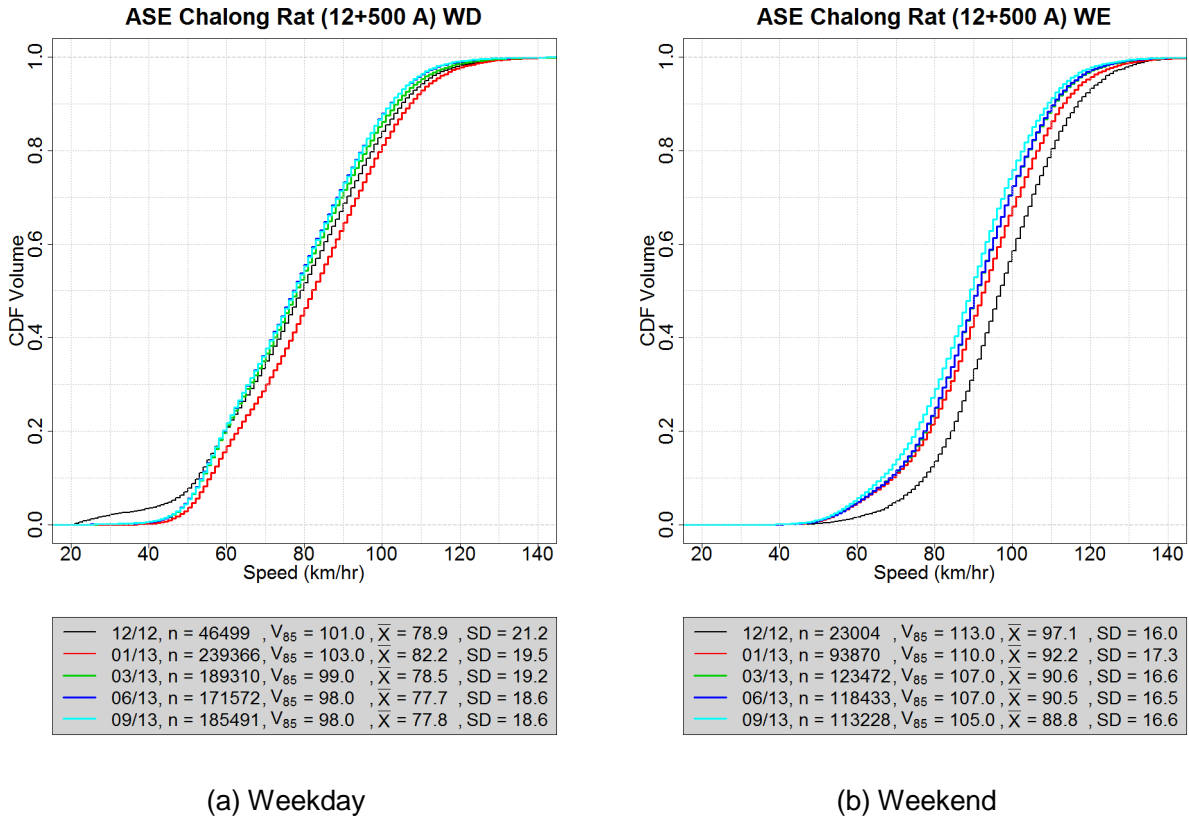 ASE Chalong Rat (12+500 A) WD
CDF Volume
1.0
0.8
0.6
0.4
0.2
0.0
20 40 60 80 100 120 140
Speed (km/hr)
12/12, n = 46499 , V85 = 101.0 , X̅ = 78.9 , SD = 21.2
01/13, n = 239366 , V85 = 103.0 , X̅ = 82.2 , SD = 19.5
03/13, n = 189310 , V85 = 99.0 , X̅ = 78.5 , SD = 19.2
06/13, n = 171572 , V85 = 98.0 , X̅ = 77.7 , SD = 18.6
09/13, n = 185491 , V85 = 98.0 , X̅ = 77.8 , SD = 18.6
(a) Weekday
ASE Chalong Rat (12+500 A) WE
CDF Volume
1.0
0.8
0.6
0.4
0.2
0.0
20 40 60 80 100 120 140
Speed (km/hr)
12/12, n = 23004 , V85 = 113.0 , X̅ = 97.1 , SD = 16.0
01/13, n = 93870 , V85 = 110.0 , X̅ = 92.2 , SD = 17.3
03/13, n = 123472 , V85 = 107.0 , X̅ = 90.6 , SD = 16.6
06/13, n = 118433 , V85 = 107.0 , X̅ = 90.5 , SD = 16.5
09/13, n = 113228 , V85 = 105.0 , X̅ = 88.8 , SD = 16.6
(b) Weekend